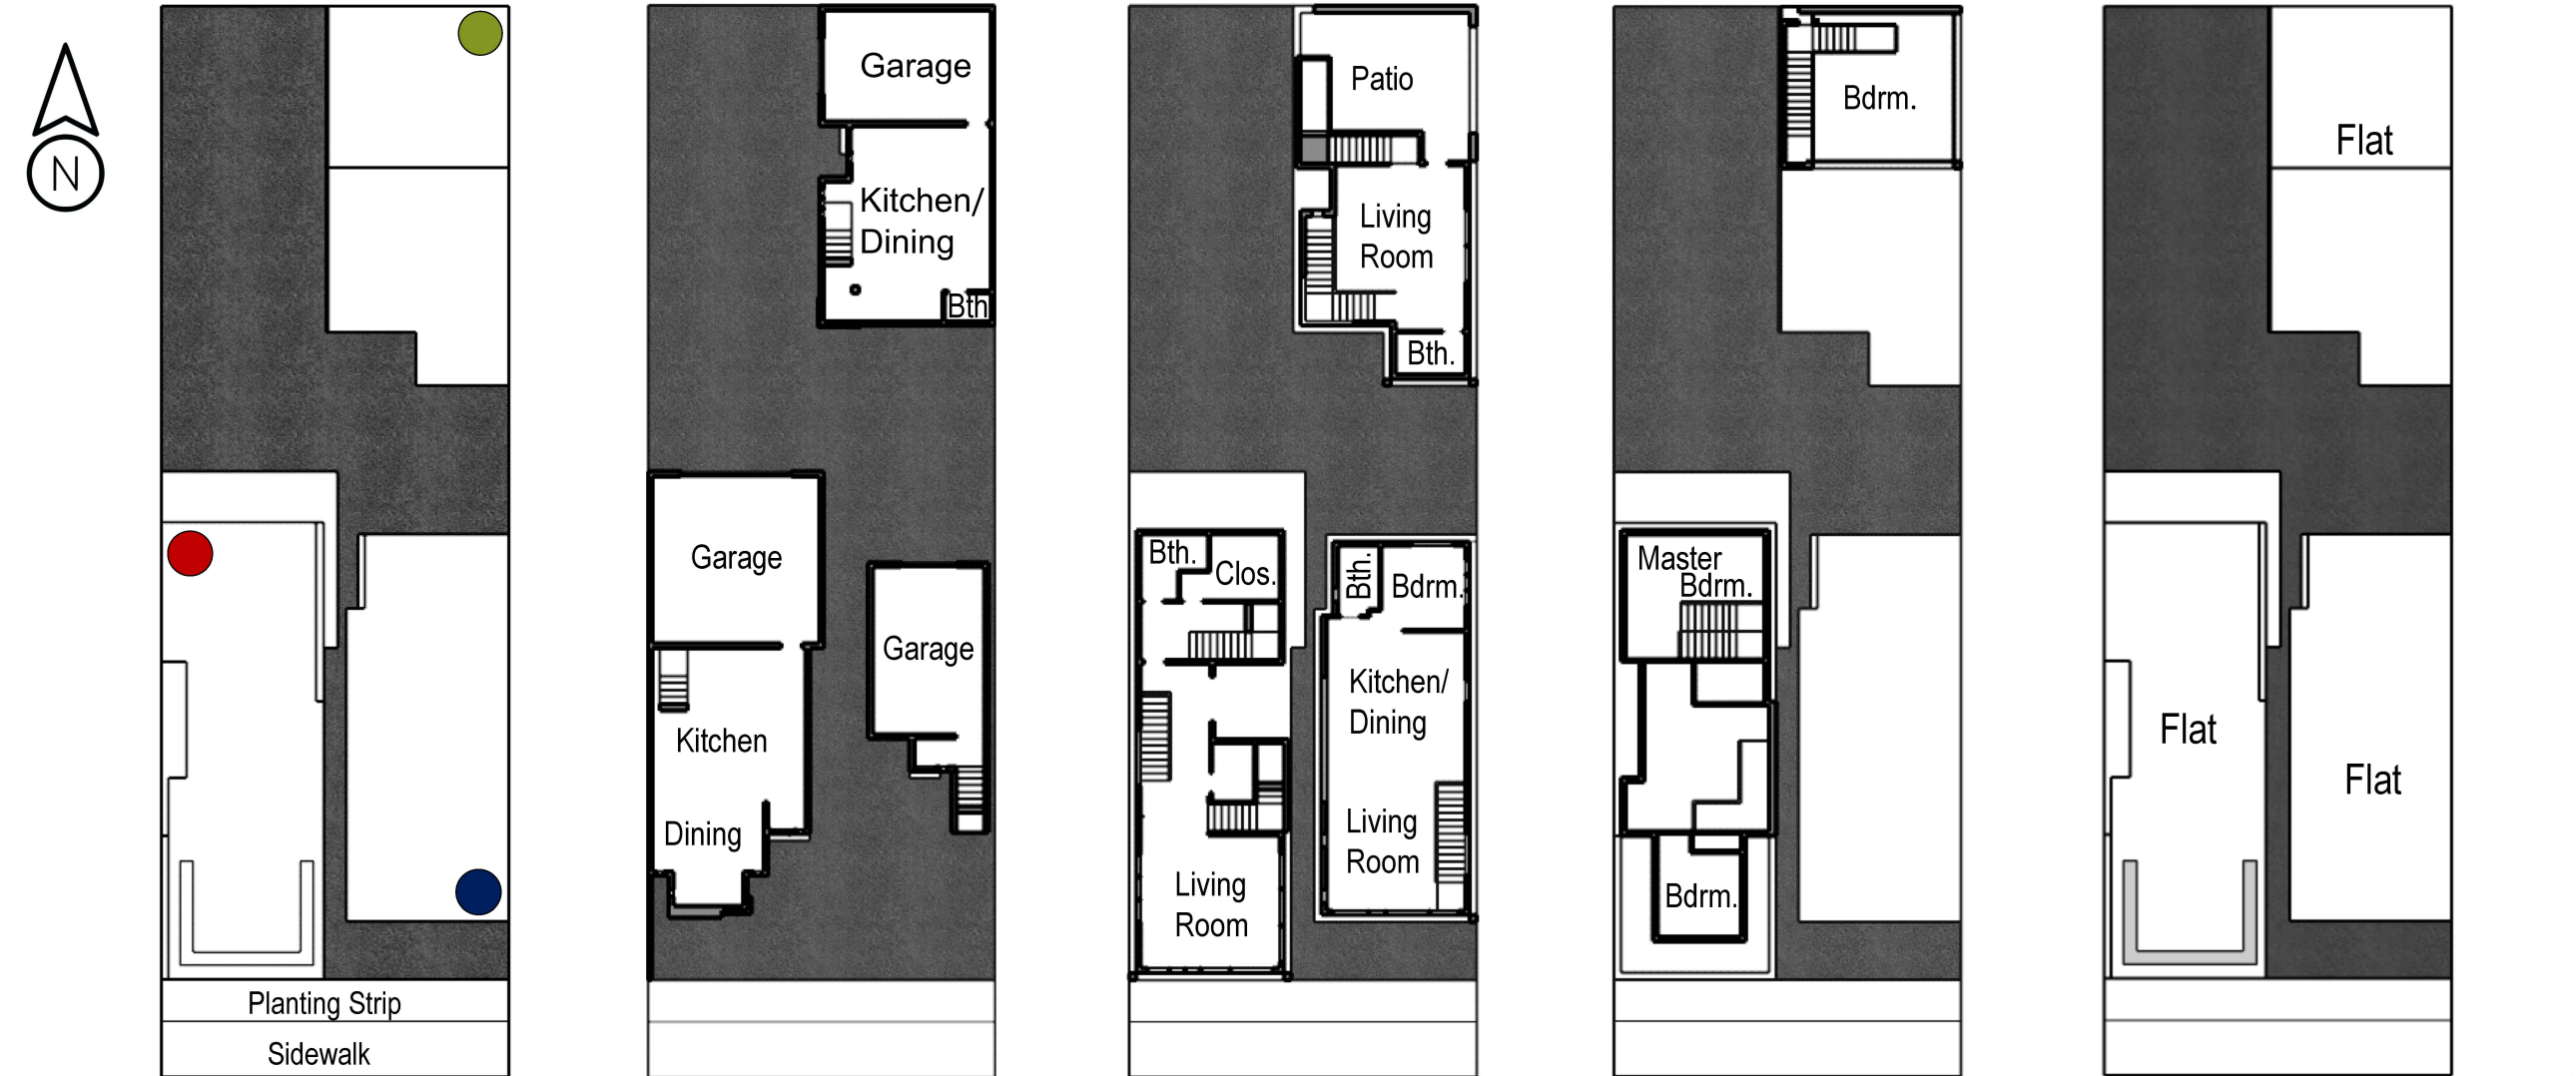 N
Planting Strip
Sidewalk
Garage
Kitchen/
Dining
Bth
Garage
Kitchen
Dining
Garage
Patio
Living
Room
Bth.
Bth.
Clos.
Living
Room
Bth.
Bdrm.
Kitchen/
Dining
Living
Room
Bdrm.
Master
Bdrm.
Bdrm.
Flat
Flat
Flat